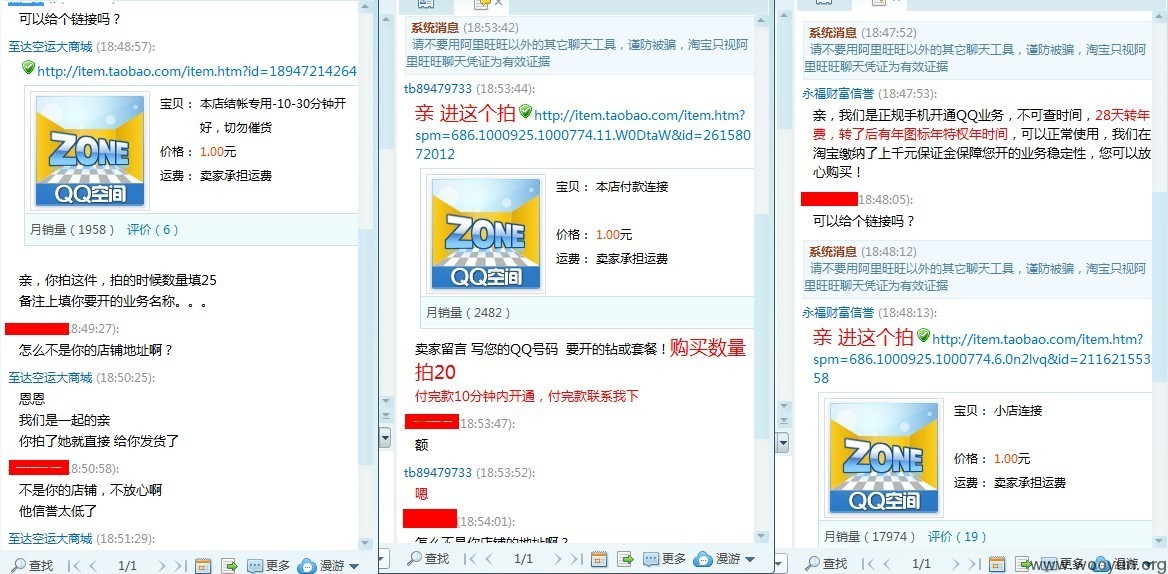 可以给个链接吗？
至达空运大商城 (18:48:57):
http://item.taobao.com/item.htm?id=18947214264
宝贝： 本店结帐专用-10-30分钟开
好，切勿催货
价格： 1.00元
运费： 卖家承担运费
ZONE
QQ空间
月销量（1958） 评价（6）
亲，你拍这件，拍的时候数量填25
备注上填你要开的业务名称。。。
8:49:27):
怎么不是你的店铺地址啊？
至达空运大商城 (18:50:25):
恩恩
我们是一起的亲
你拍了她就直接 给你发货了
8:50:58):
不是你的店铺，不放心啊
他信誉太低了
至达空运大商城 (18:51:29):
查找 1/1 更多 漫游
系统消息 (18:53:42)
请不要用阿里旺旺以外的其它聊天工具，谨防被骗，淘宝只视阿
里旺旺聊天凭证为有效证据
tb89479733 (18:53:44):
亲 进这个拍 http://item.taobao.com/item.htm?
spm=686.1000925.1000774.11.W0DtaW&id=261580
72012
宝贝： 本店付款连接
价格： 1.00元
运费： 卖家承担运费
ZONE
QQ空间
月销量（2482）
卖家留言 写您的QQ号码 要开的钻或套餐！购买数量
拍20
付完款10分钟内开通，付完款联系我下
(18:53:47):
额
tb89479733 (18:53:52):
嗯
(18:54:01):
怎么不是你店铺的地址啊？
查找 1/1 更多 漫游
系统消息 (18:47:52)
请不要用阿里旺旺以外的其它聊天工具，谨防被骗，淘宝只视阿
里旺旺聊天凭证为有效证据
永福财富信誉 (18:47:53):
亲，我们是正规手机开通QQ业务，不可查时间，28天转年
费，转了后有年图标年特权年时间，可以正常使用，我们在
淘宝缴纳了上千元保证金保障您开的业务稳定性，您可以放
心购买！
(18:48:05):
可以给个链接吗？
系统消息 (18:48:12)
请不要用阿里旺旺以外的其它聊天工具，谨防被骗，淘宝只视阿
里旺旺聊天凭证为有效证据
永福财富信誉 (18:48:13):
亲 进这个拍 http://item.taobao.com/item.htm?
spm=686.1000925.1000774.6.0n2lvq&id=211621553
58
宝贝： 小店连接
价格： 1.00元
运费： 卖家承担运费
ZONE
QQ空间
月销量（17974） 评价（19）
查找 1/1 更多 漫游
www.wooyun.org